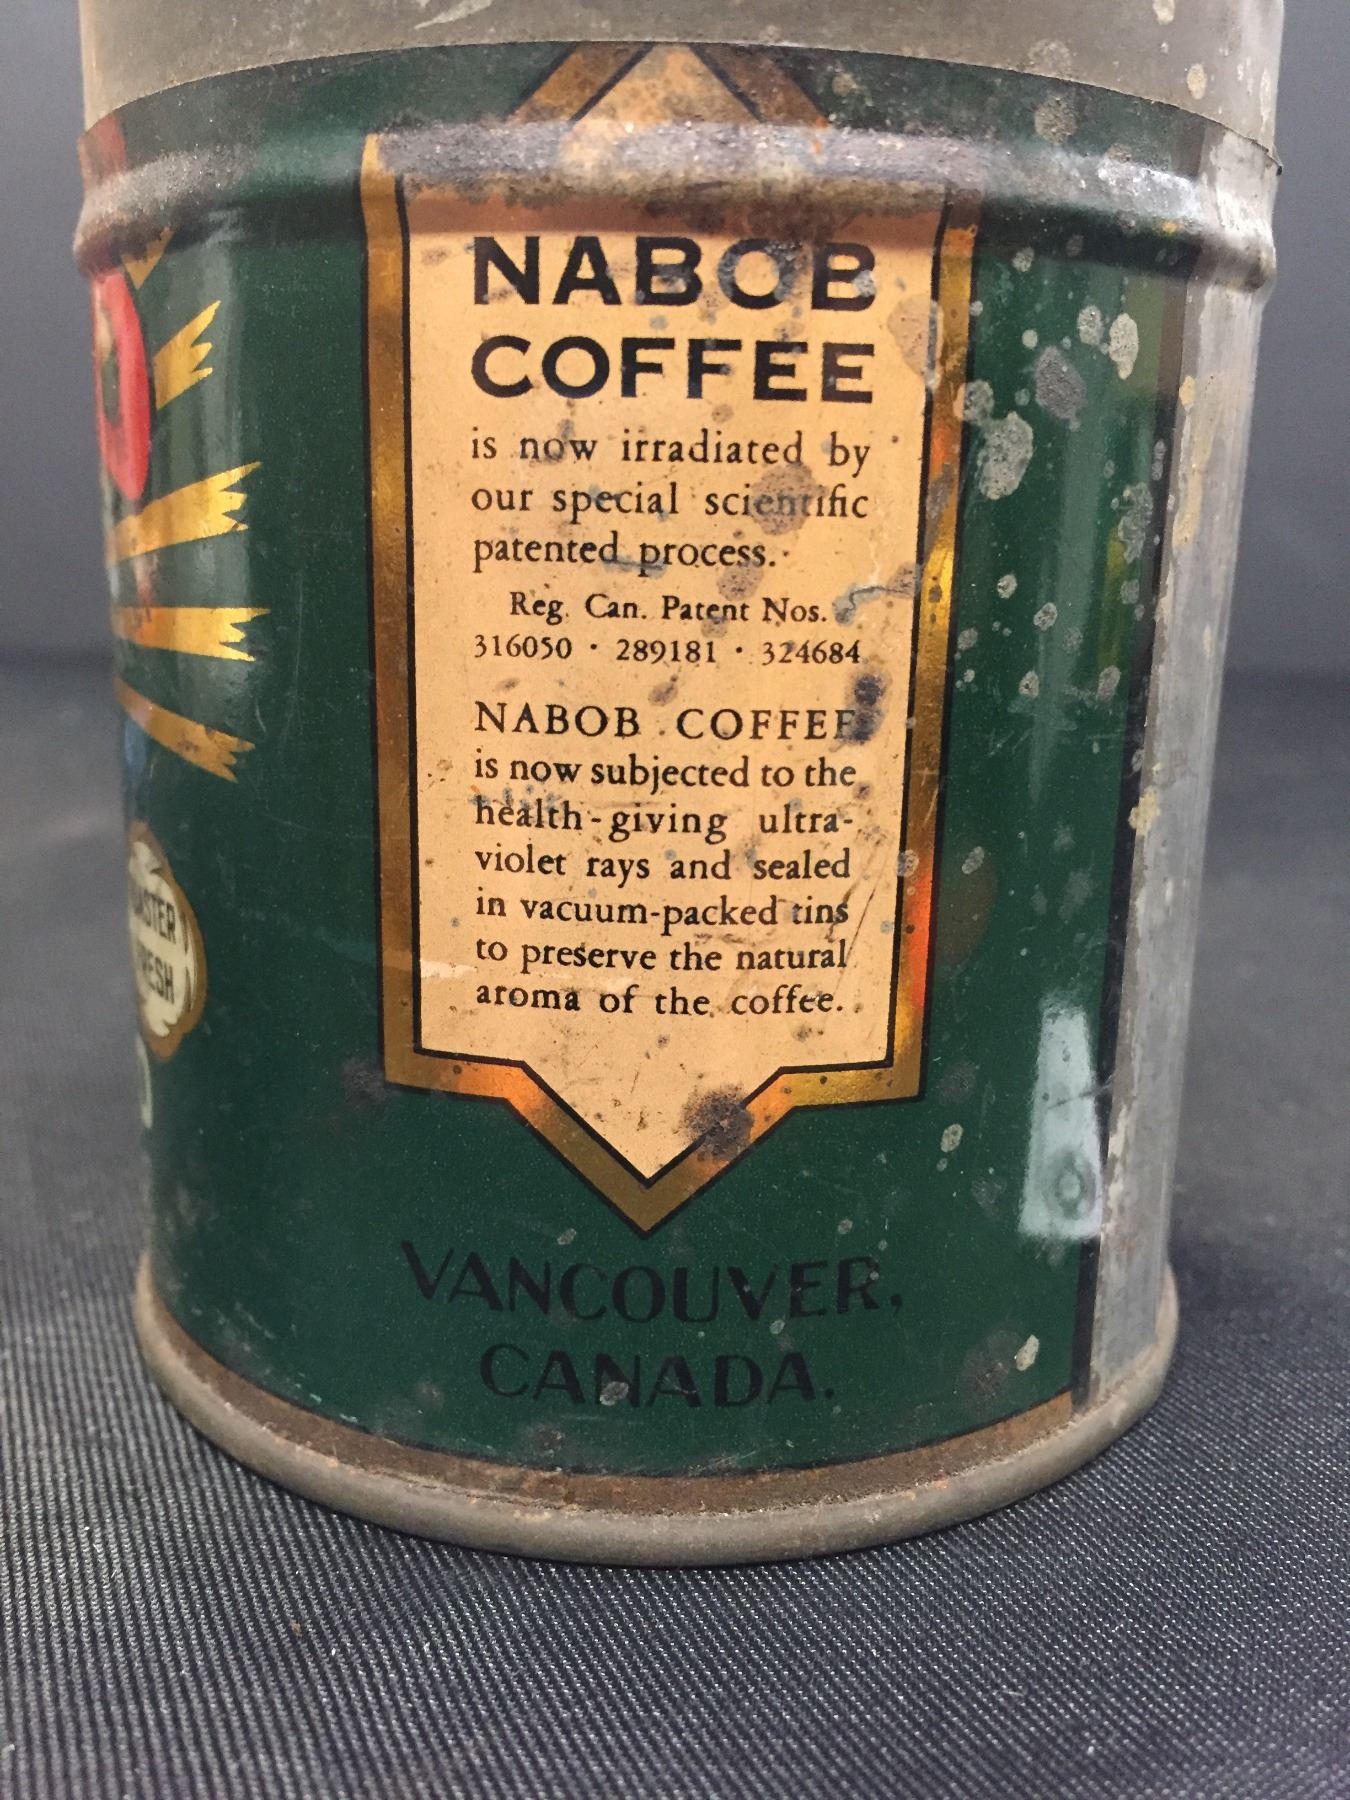 NABOB
COFFEE
is now irradiated by
our special scientific
patented process.
Reg. Can. Patent Nos.
316050 · 289181 · 324684
NABOB COFFEE
is now subjected to the
health-giving ultra-
violet rays and sealed
in vacuum-packed tins
to preserve the natural
aroma of the coffee.
VANCOUVER,
CANADA.